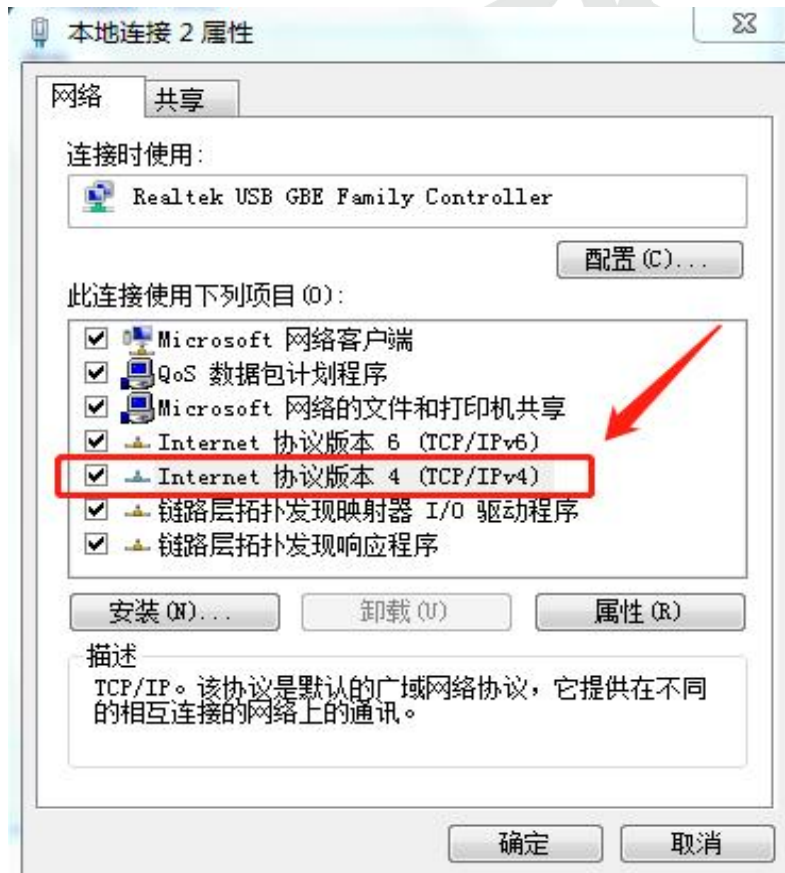 本地连接 2 属性
网络
共享
连接时使用:
Realtek USB GBE Family Controller
配置(C)...
此连接使用下列项目(O):
Microsoft 网络客户端
QoS 数据包计划程序
Microsoft 网络的文件和打印机共享
Internet 协议版本 6 (TCP/IPv6)
Internet 协议版本 4 (TCP/IPv4)
链路层拓扑发现映射器 I/O 驱动程序
链路层拓扑发现响应程序
安装(N)...
卸载(U)
属性(R)
描述
TCP/IP。该协议是默认的广域网络协议，它提供在不同
的相互连接的网络上的通讯。
确定
取消